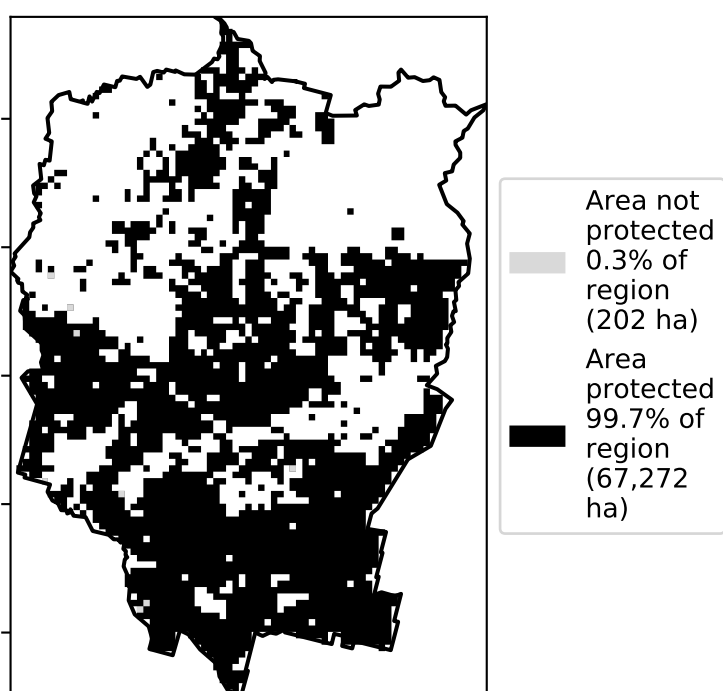 Area not
protected
0.3% of
region
(202 ha)
Area
protected
99.7% of
region
(67,272
ha)